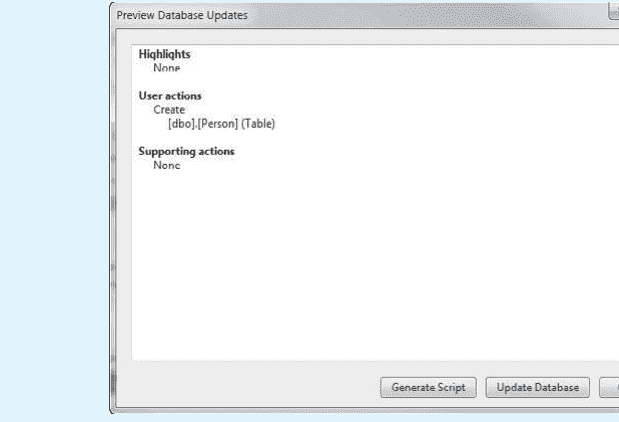 Preview Database Updates
Highlights
None
User actions
Create
[dbo].[Person] (Table)
Supporting actions
None
Generate Script
Update Database